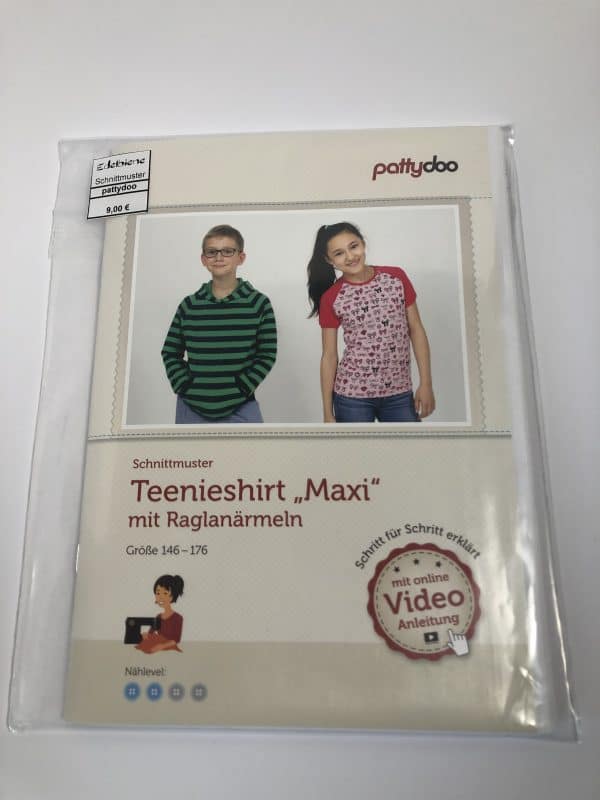 Edelbiene
Schnittmuster
pattydoo
9,00 €
pattydoo
Schnittmuster
Teenieshirt „Maxi“
mit Raglanärmeln
Größe 146 – 176
Schritt für Schritt erklärt
mit online
Video
Anleitung
Nählevel: